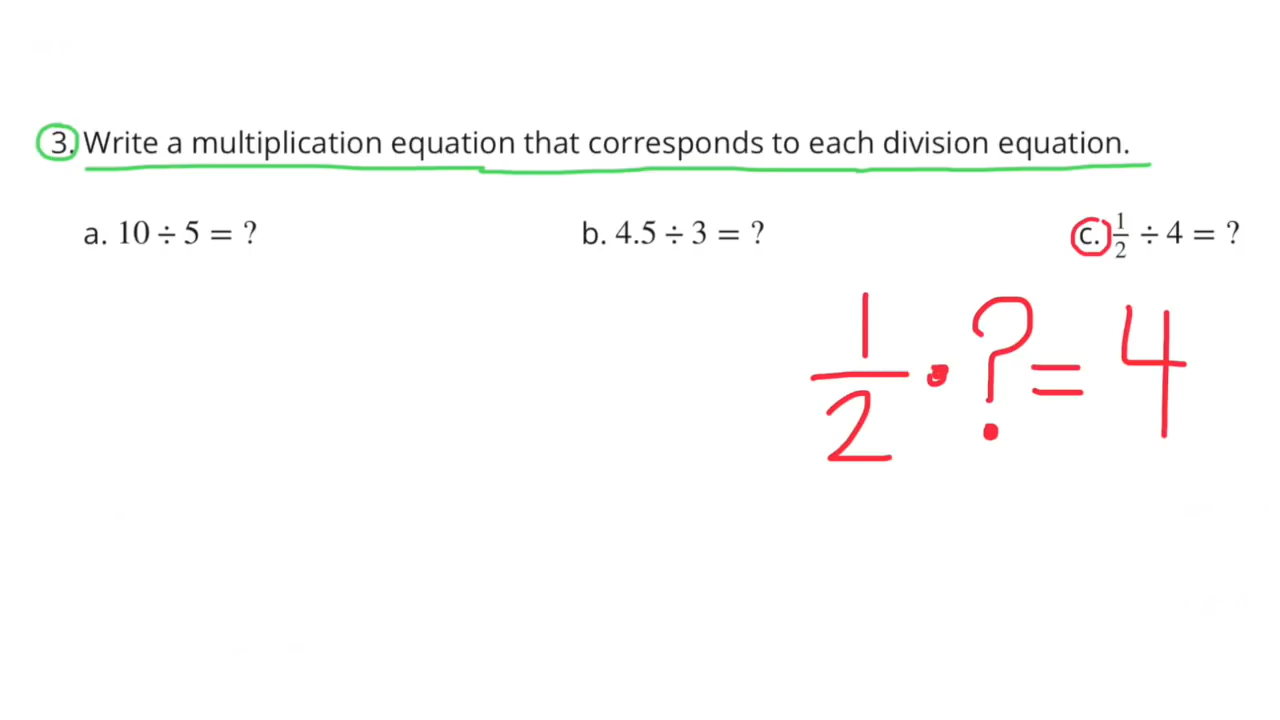 3. Write a multiplication equation that corresponds to each division equation.
a. 10 ÷ 5 = ? b. 4.5 ÷ 3 = ? c. 1/2 ÷ 4 = ?
1/2 · ? = 4